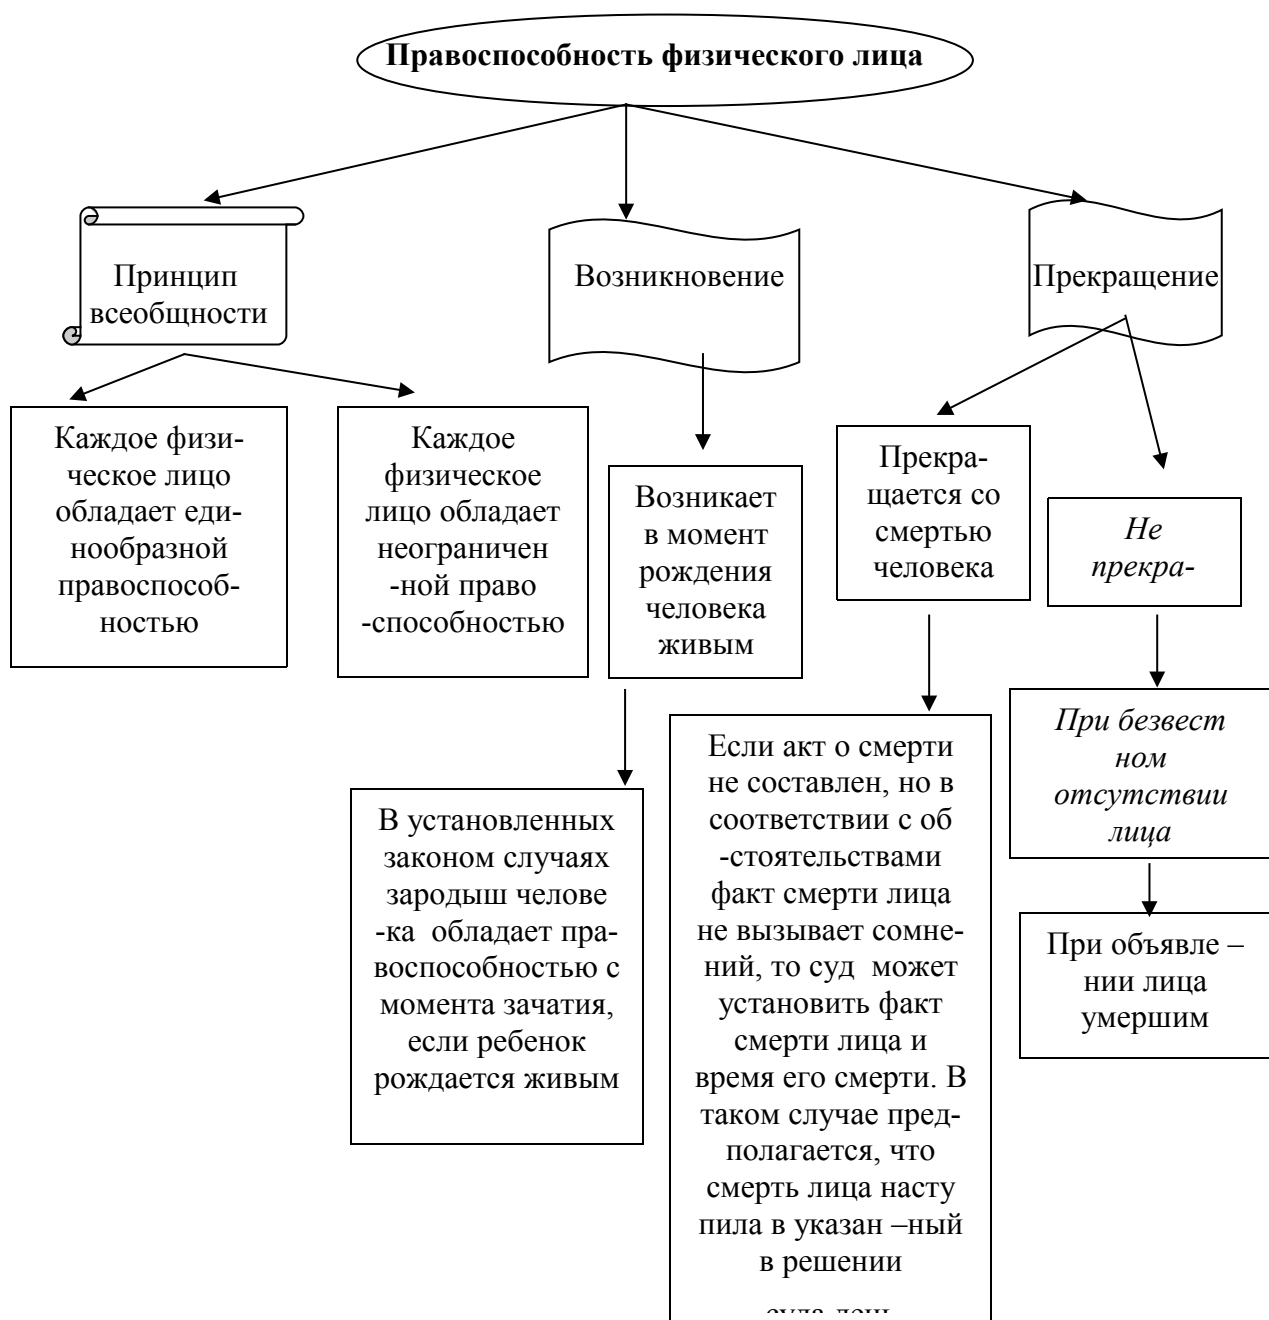 Правоспособность физического лица
Принцип
всеобщности
Возникновение
Прекращение
Каждое физи-
ческое лицо
обладает еди-
нообразной
правоспособ-
ностью
Каждое
физическое
лицо обладает
неограничен
-ной право
-способностью
Возникает
в момент
рождения
человека
живым
Прекра-
щается со
смертью
человека
Не
прекра-
В установленных
законом случаях
зародыш челове
-ка обладает пра-
воспособностью с
момента зачатия,
если ребенок
рождается живым
Если акт о смерти
не составлен, но в
соответствии с об
-стоятельствами
факт смерти лица
не вызывает сомне-
ний, то суд может
установить факт
смерти лица и
время его смерти. В
таком случае пред-
полагается, что
смерть лица насту
пила в указан –ный
в решении
суда день
При безвест
ном
отсутствии
лица
При объявле –
нии лица
умершим